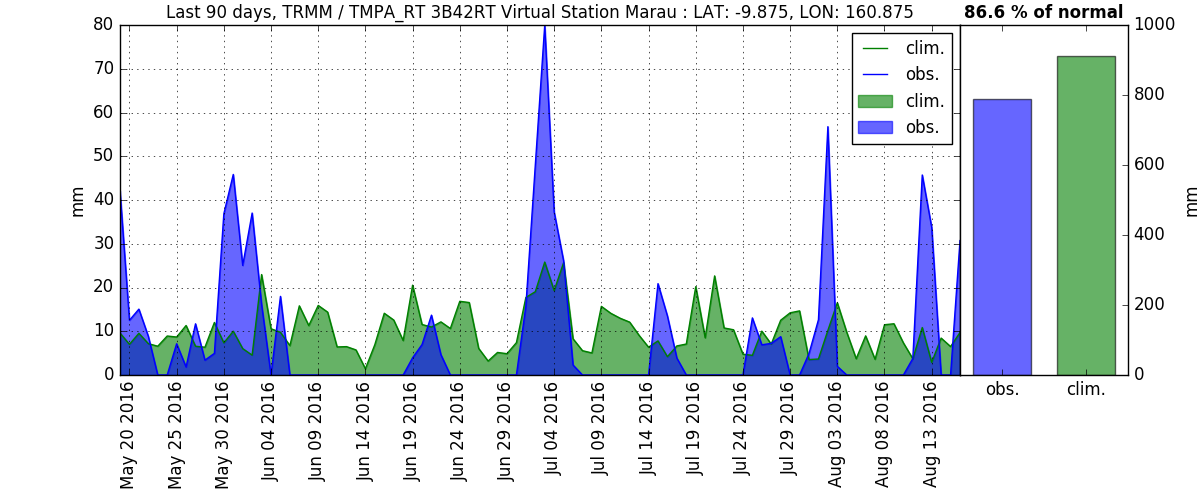 Last 90 days, TRMM / TMPA_RT 3B42RT Virtual Station Marau : LAT: -9.875, LON: 160.875
86.6 % of normal
80
70
60
50
40
30
20
10
0
mm
clim.
obs.
clim.
obs.
May 20 2016
May 25 2016
May 30 2016
Jun 04 2016
Jun 09 2016
Jun 14 2016
Jun 19 2016
Jun 24 2016
Jun 29 2016
Jul 04 2016
Jul 09 2016
Jul 14 2016
Jul 19 2016
Jul 24 2016
Jul 29 2016
Aug 03 2016
Aug 08 2016
Aug 13 2016
1000
800
600
400
200
0
mm
obs.
clim.